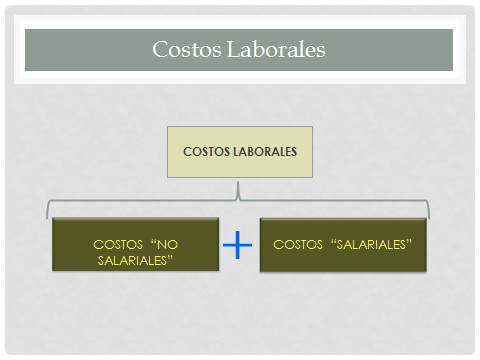 Costos Laborales
COSTOS LABORALES
COSTOS “NO
SALARIALES”
+
COSTOS “SALARIALES”